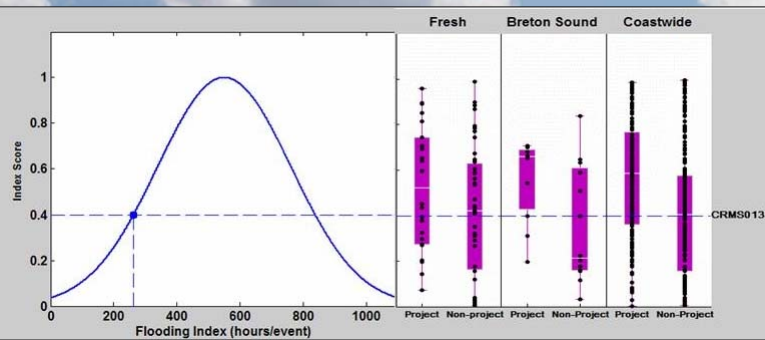 Fresh Breton Sound Coastwide
1
0.8
0.6
0.4
0.2
0
Index Score
0 200 400 600 800 1000
Flooding Index (hours/event)
CRMS013
Project Non-project Project Non-Project Project Non-Project